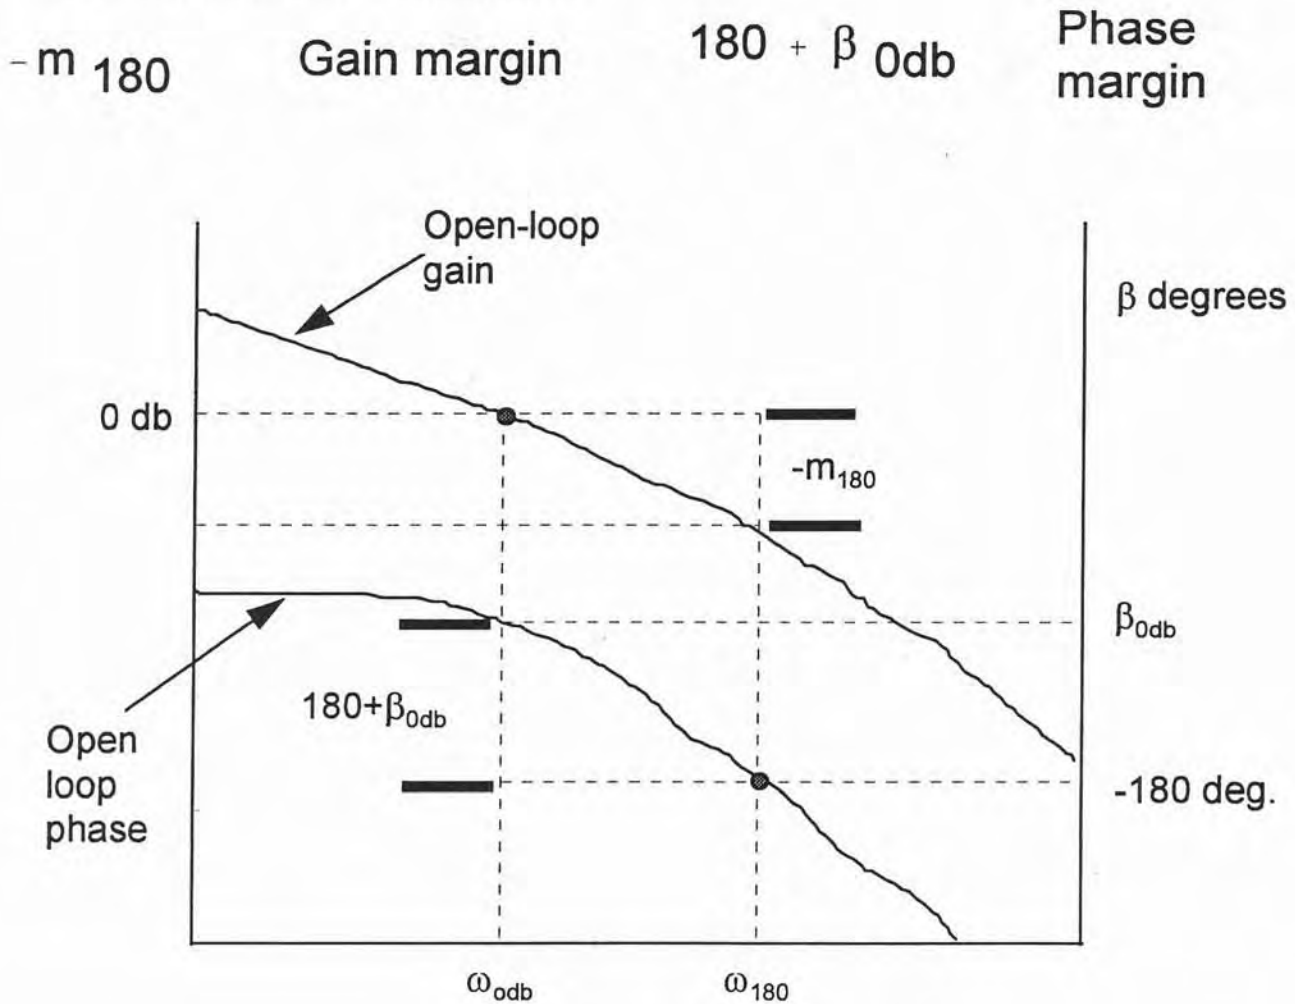 -m 180 Gain margin 180 + β 0db Phase
margin
Open-loop
gain
β degrees
0 db
-m180
β0db
180+β0db
Open
loop
phase
-180 deg.
ωodb ω180